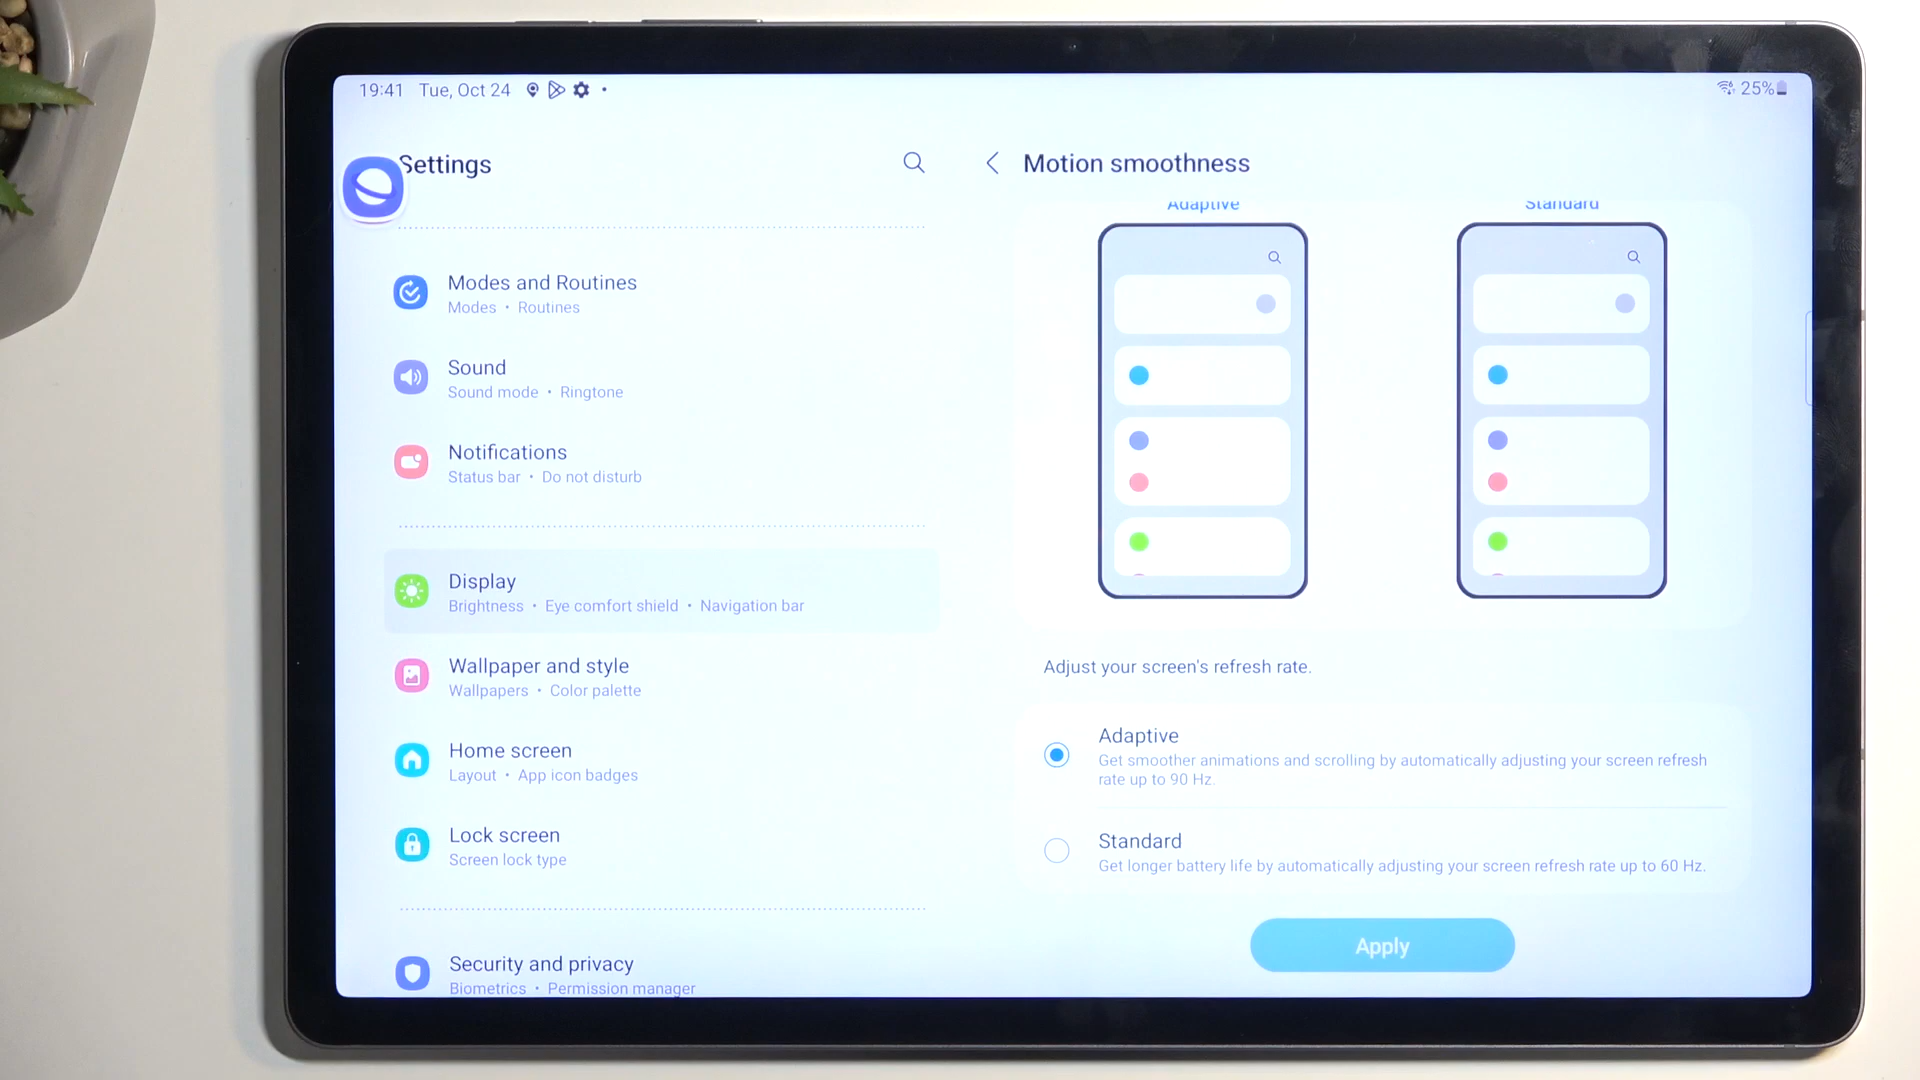 19:41 Tue, Oct 24
25%
Settings
Modes and Routines
Modes • Routines
Sound
Sound mode • Ringtone
Notifications
Status bar • Do not disturb
Display
Brightness • Eye comfort shield • Navigation bar
Wallpaper and style
Wallpapers • Color palette
Home screen
Layout • App icon badges
Lock screen
Screen lock type
Security and privacy
Biometrics • Permission manager
Motion smoothness
Adaptive
Standard
Adjust your screen's refresh rate.
Adaptive
Get smoother animations and scrolling by automatically adjusting your screen refresh
rate up to 90 Hz.
Standard
Get longer battery life by automatically adjusting your screen refresh rate up to 60 Hz.
Apply